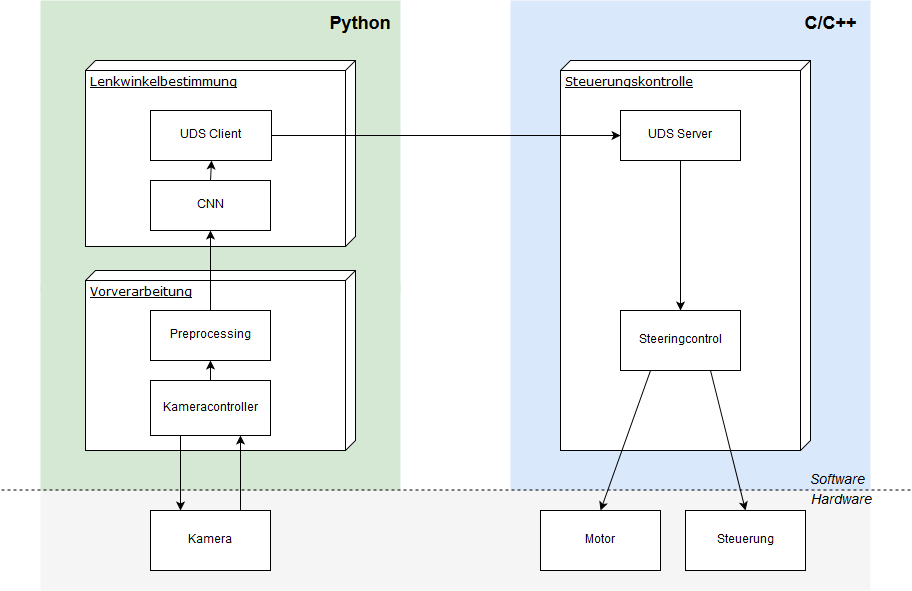 Python
C/C++
Lenkwinkelbestimmung
UDS Client
CNN
Vorverarbeitung
Preprocessing
Kameracontroller
Steuerungskontrolle
UDS Server
Steeringcontrol
Software
Hardware
Kamera
Motor
Steuerung